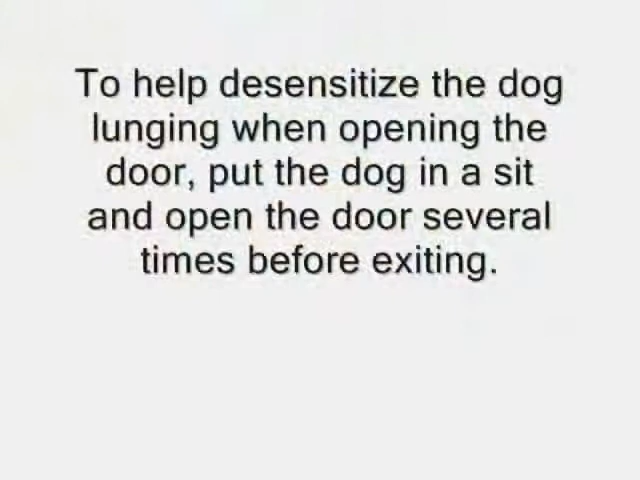 To help desensitize the dog
lunging when opening the
door, put the dog in a sit
and open the door several
times before exiting.